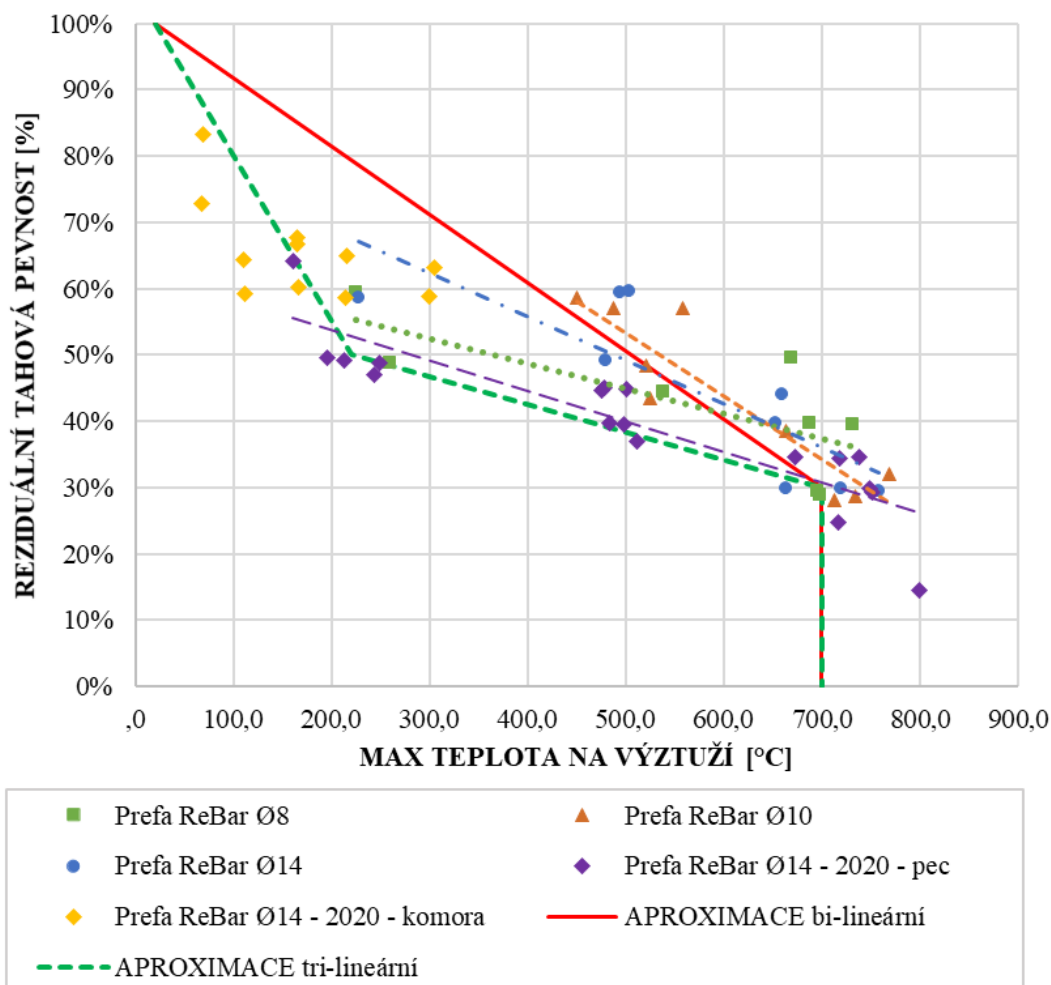 100%
90%
80%
70%
60%
50%
40%
30%
20%
10%
0%
REZIDUÁLNÍ TAHOVÁ PEVNOST [%]
,0 100,0 200,0 300,0 400,0 500,0 600,0 700,0 800,0 900,0
MAX TEPLOTA NA VÝZTUŽÍ [°C]
Prefa ReBar Ø8 Prefa ReBar Ø10
Prefa ReBar Ø14 Prefa ReBar Ø14 - 2020 - pec
Prefa ReBar Ø14 - 2020 - komora APROXIMACE bi-lineární
APROXIMACE tri-lineární